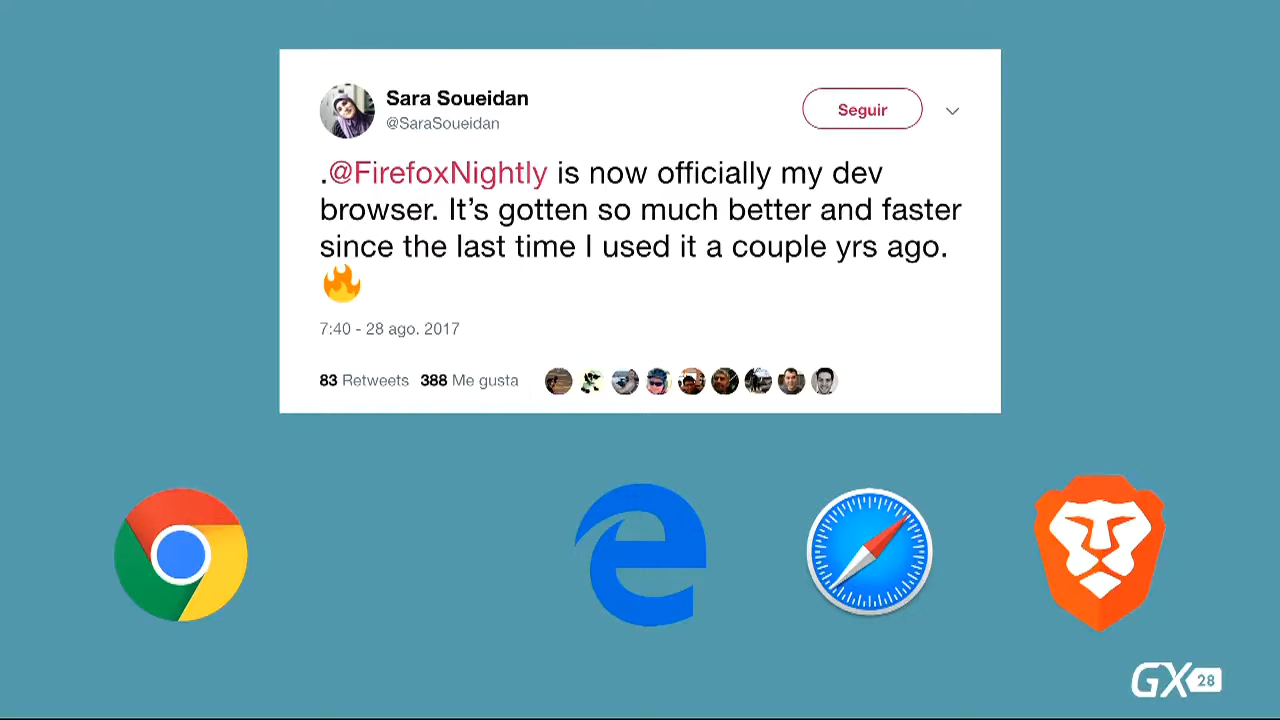 Sara Soueidan
@SaraSoueidan
Seguir
.@FirefoxNightly is now officially my dev
browser. It’s gotten so much better and faster
since the last time I used it a couple yrs ago.
🔥
7:40 - 28 ago. 2017
83 Retweets 388 Me gusta
GX 28